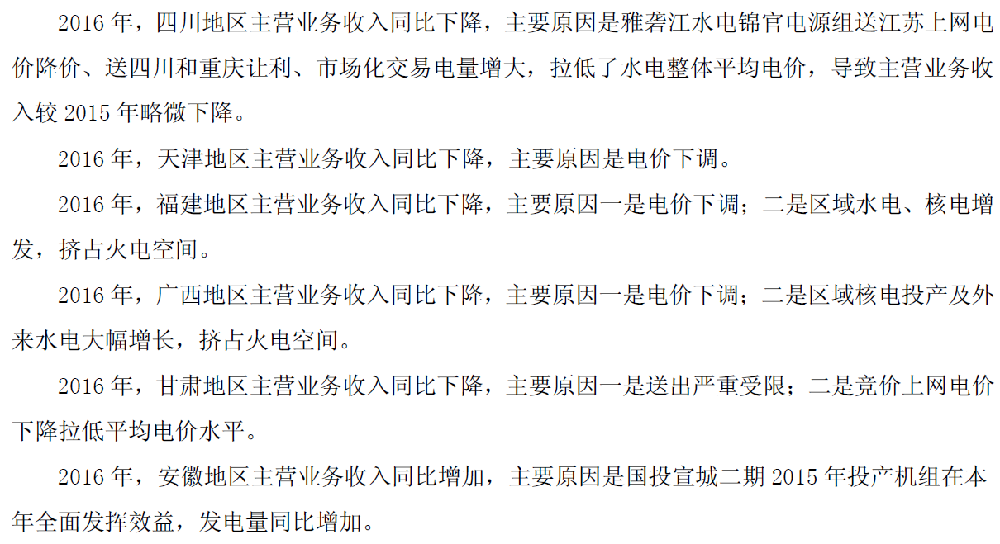 2016 年，四川地区主营业务收入同比下降，主要原因是雅砻江水电锦官电源组送江苏上网电
价降价、送四川和重庆让利、市场化交易电量增大，拉低了水电整体平均电价，导致主营业务收
入较 2015 年略微下降。
2016 年，天津地区主营业务收入同比下降，主要原因是电价下调。
2016 年，福建地区主营业务收入同比下降，主要原因一是电价下调；二是区域水电、核电增
发，挤占火电空间。
2016 年，广西地区主营业务收入同比下降，主要原因一是电价下调；二是区域核电投产及外
来水电大幅增长，挤占火电空间。
2016 年，甘肃地区主营业务收入同比下降，主要原因一是送出严重受限；二是竞价上网电价
下降拉低平均电价水平。
2016 年，安徽地区主营业务收入同比增加，主要原因是国投宣城二期 2015 年投产机组在本
年全面发挥效益，发电量同比增加。